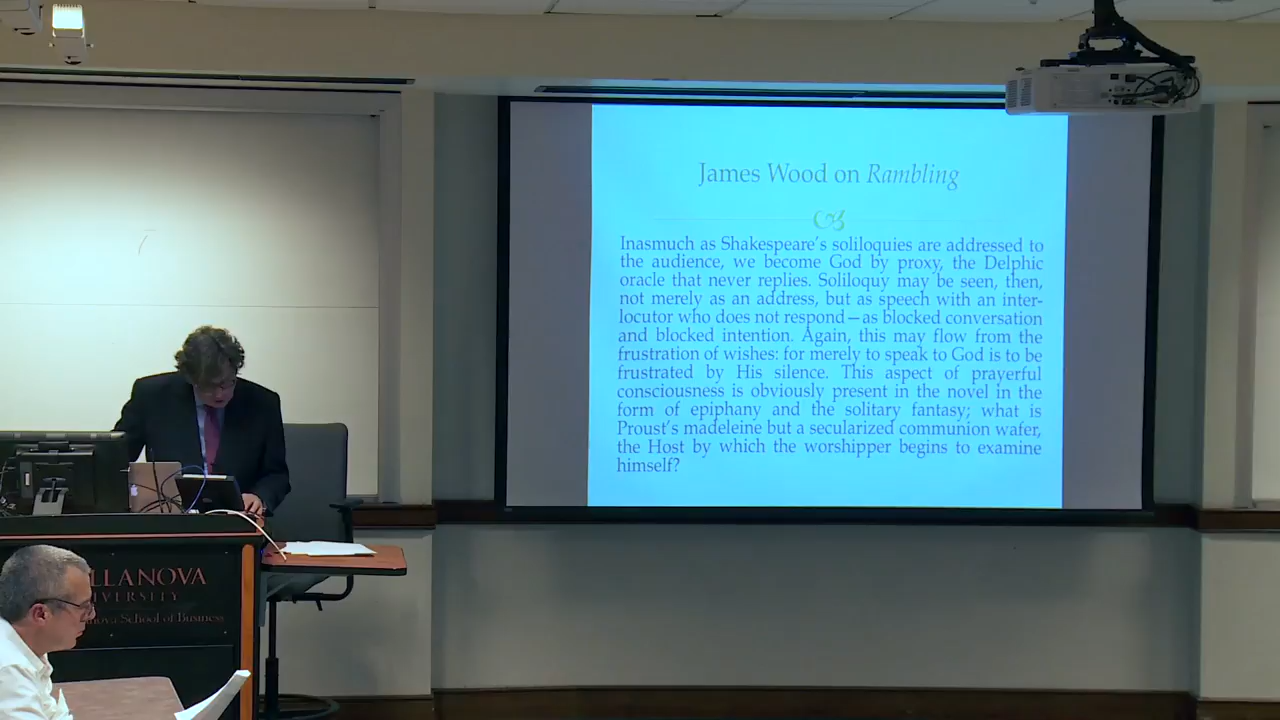 James Wood on Rambling
Inasmuch as Shakespeare's soliloquies are addressed to
the audience, we become God by proxy, the Delphic
oracle that never replies. Soliloquy may be seen, then,
not merely as an address, but as speech with an inter-
locutor who does not respond—as blocked conversation
and blocked intention. Again, this may flow from the
frustration of wishes: for merely to speak to God is to be
frustrated by His silence. This aspect of prayerful
consciousness is obviously present in the novel in the
form of epiphany and the solitary fantasy; what is
Proust's madeleine but a secularized communion wafer,
the Host by which the worshipper begins to examine
himself?
LLANOVA
IVERSITY
nova School of Business